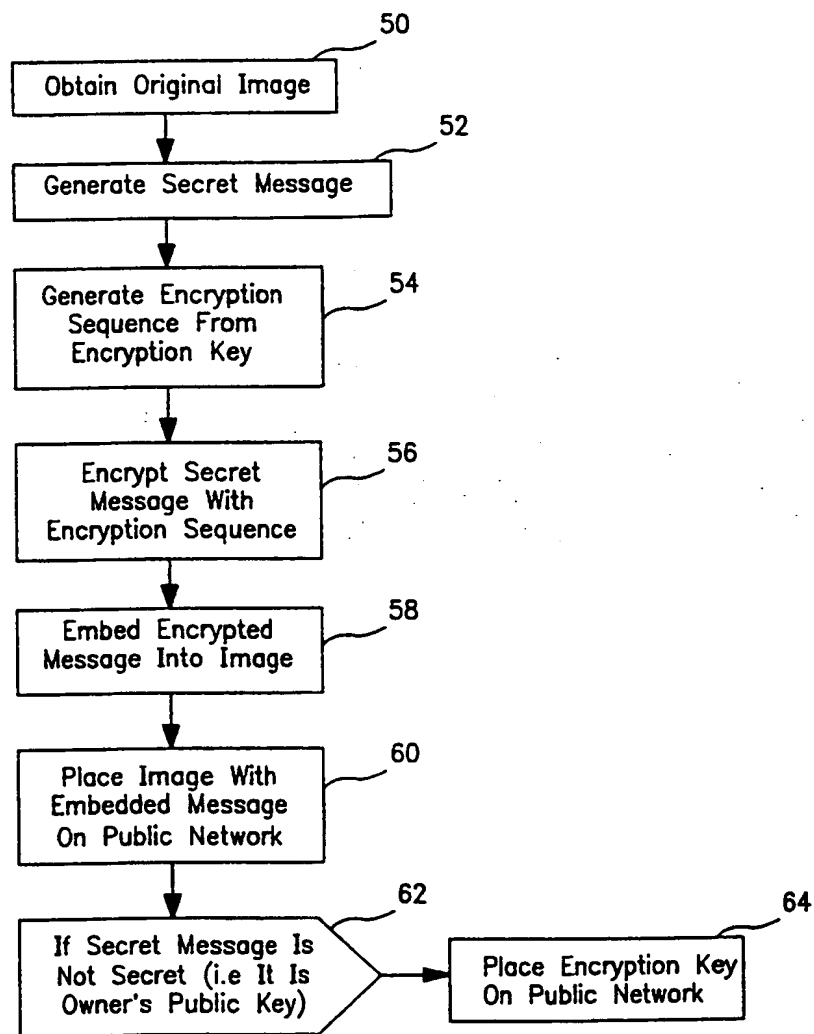 50
Obtain Original Image
52
Generate Secret Message
54
Generate Encryption
Sequence From
Encryption Key
56
Encrypt Secret
Message With
Encryption Sequence
58
Embed Encrypted
Message Into Image
60
Place Image With
Embedded Message
On Public Network
62
If Secret Message Is
Not Secret (i.e It Is
Owner's Public Key)
64
Place Encryption Key
On Public Network